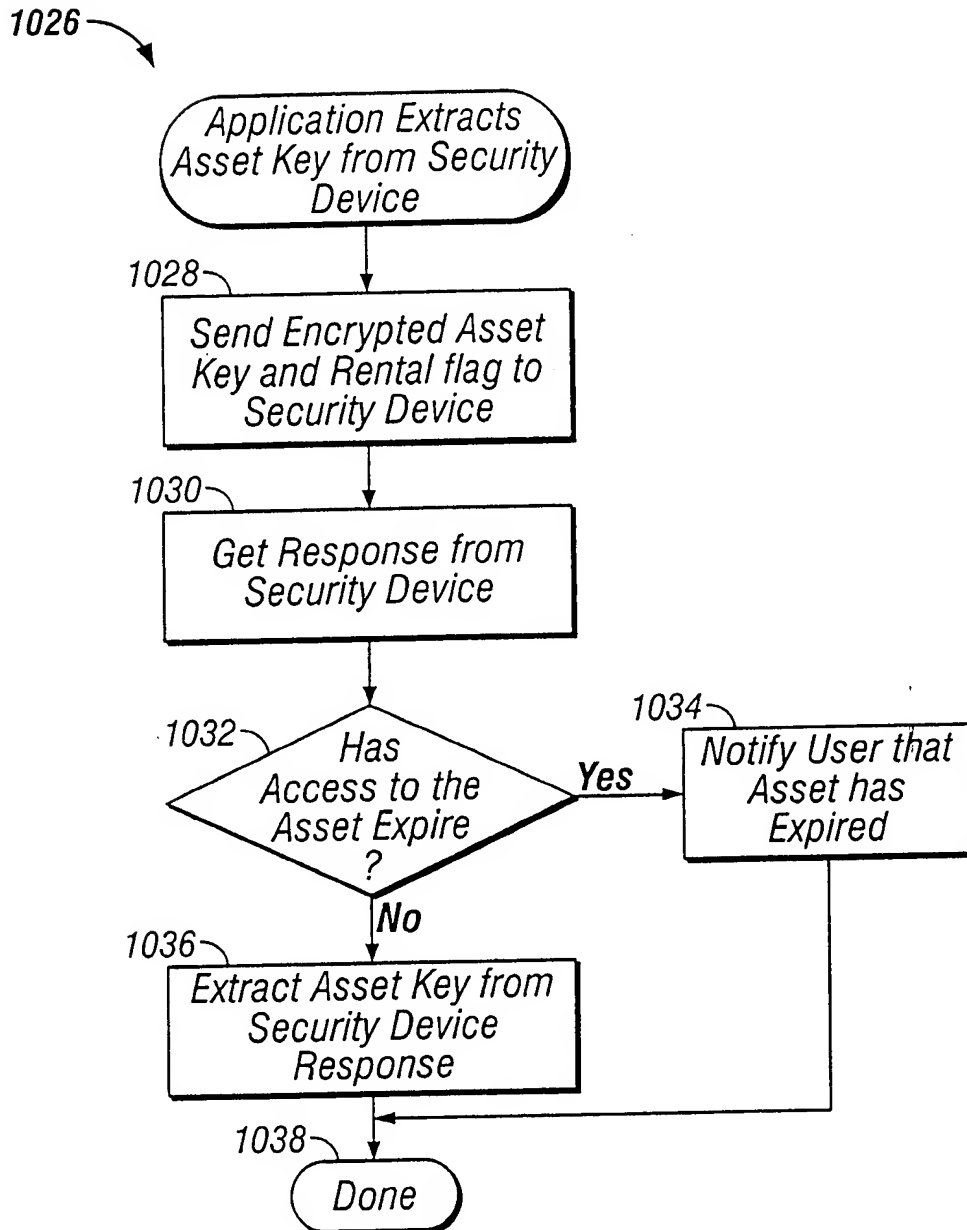 1026
Application Extracts
Asset Key from Security
Device
1028
Send Encrypted Asset
Key and Rental flag to
Security Device
1030
Get Response from
Security Device
1032
Has
Access to the
Asset Expire
?
Yes
1034
Notify User that
Asset has
Expired
No
1036
Extract Asset Key from
Security Device
Response
1038
Done